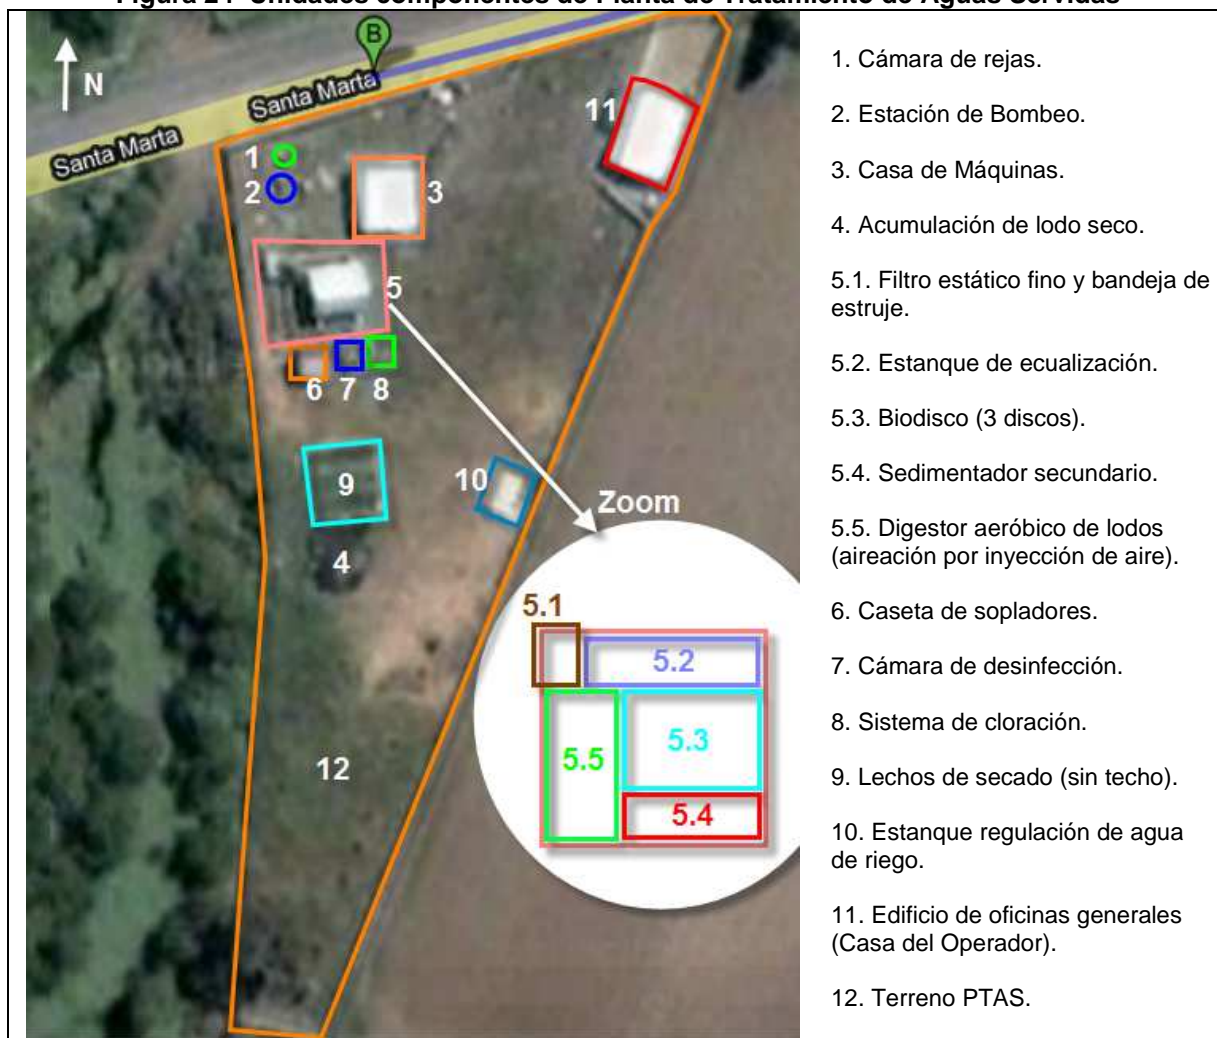 Figura 24 Unidades componentes de Planta de Tratamiento de Aguas Servidas
B
N
Santa Marta
Santa Marta
1
2
3
11
5
6 7 8
9
10
4
12
Zoom
5.1
5.2
5.3
5.5
5.4
1. Cámara de rejas.
2. Estación de Bombeo.
3. Casa de Máquinas.
4. Acumulación de lodo seco.
5.1. Filtro estático fino y bandeja de
estruje.
5.2. Estanque de ecualización.
5.3. Biodisco (3 discos).
5.4. Sedimentador secundario.
5.5. Digestor aeróbico de lodos
(aireación por inyección de aire).
6. Caseta de sopladores.
7. Cámara de desinfección.
8. Sistema de cloración.
9. Lechos de secado (sin techo).
10. Estanque regulación de agua
de riego.
11. Edificio de oficinas generales
(Casa del Operador).
12. Terreno PTAS.